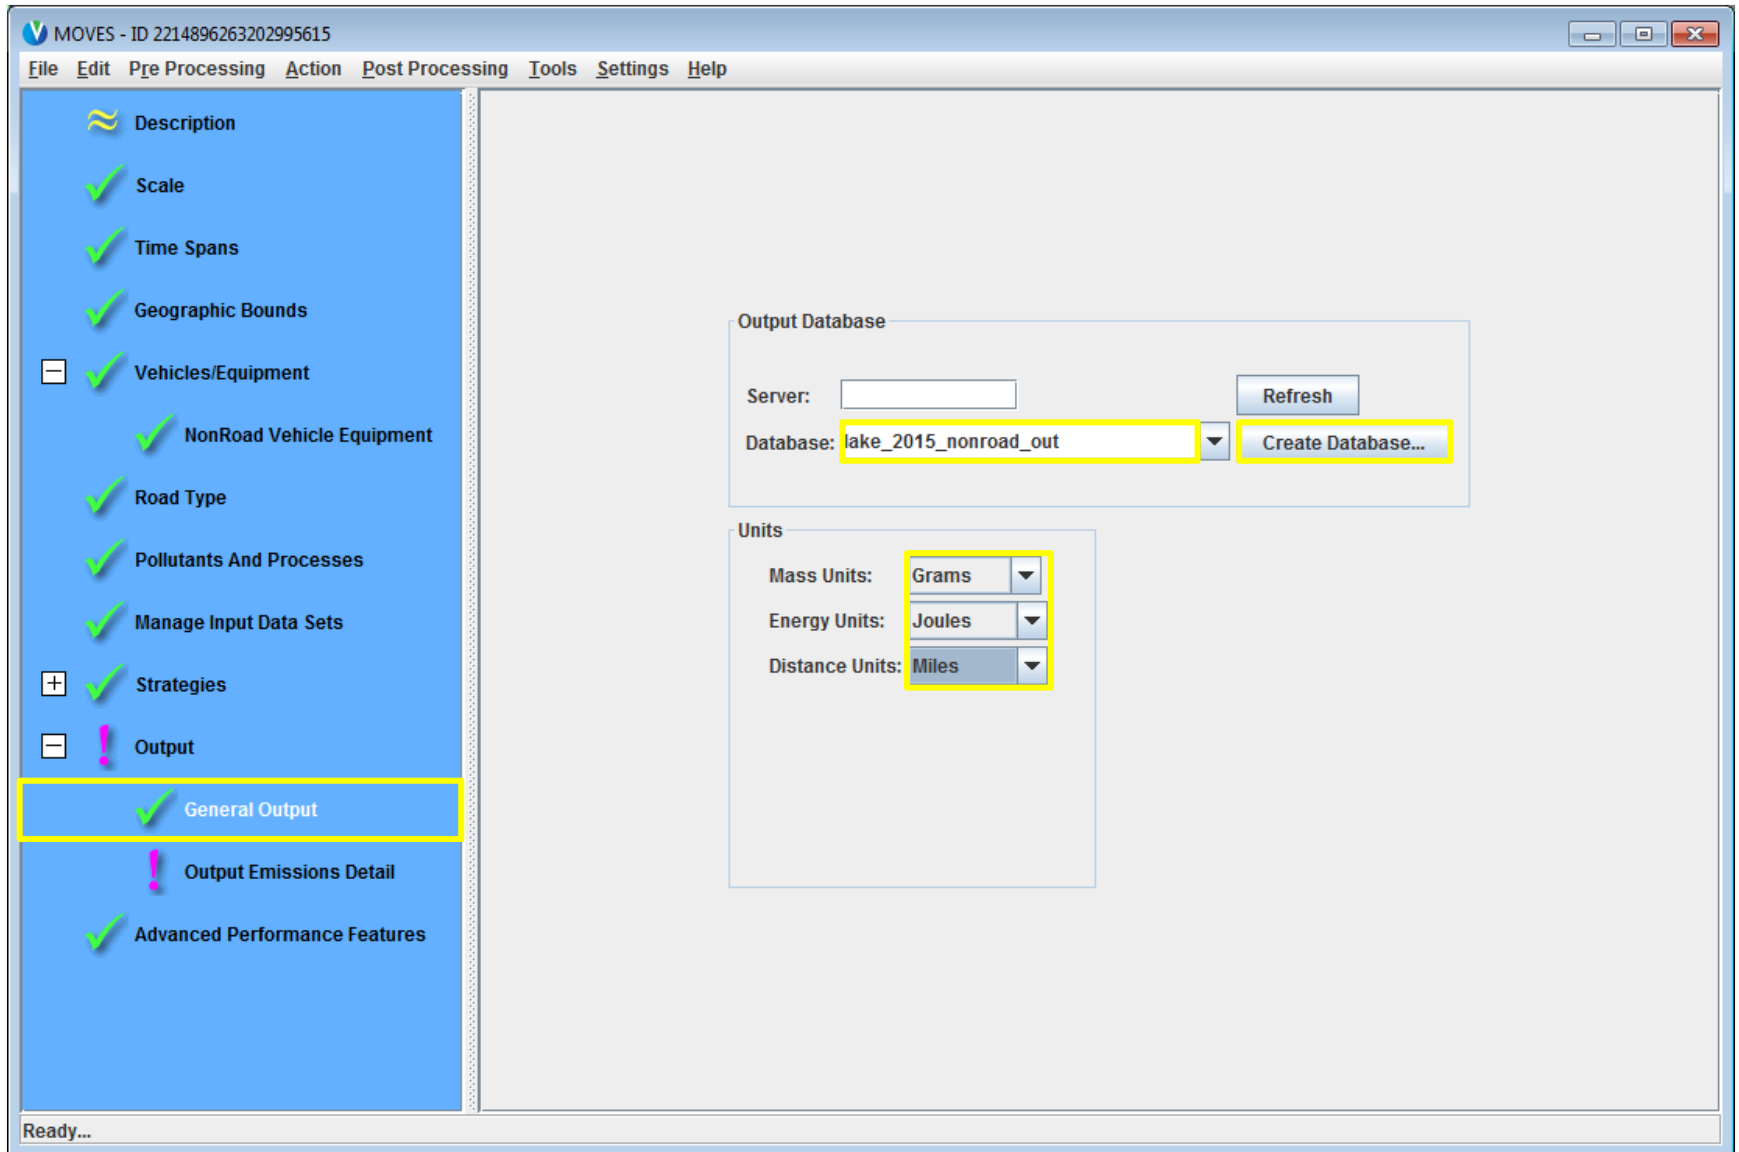 MOVES - ID 2214896263202995615
File Edit Pre Processing Action Post Processing Tools Settings Help
Description
Scale
Time Spans
Geographic Bounds
Vehicles/Equipment
NonRoad Vehicle Equipment
Road Type
Pollutants And Processes
Manage Input Data Sets
Strategies
Output
General Output
Output Emissions Detail
Advanced Performance Features
Output Database
Server: Refresh
Database: lake_2015_nonroad_out Create Database...
Units
Mass Units: Grams
Energy Units: Joules
Distance Units: Miles
Ready...